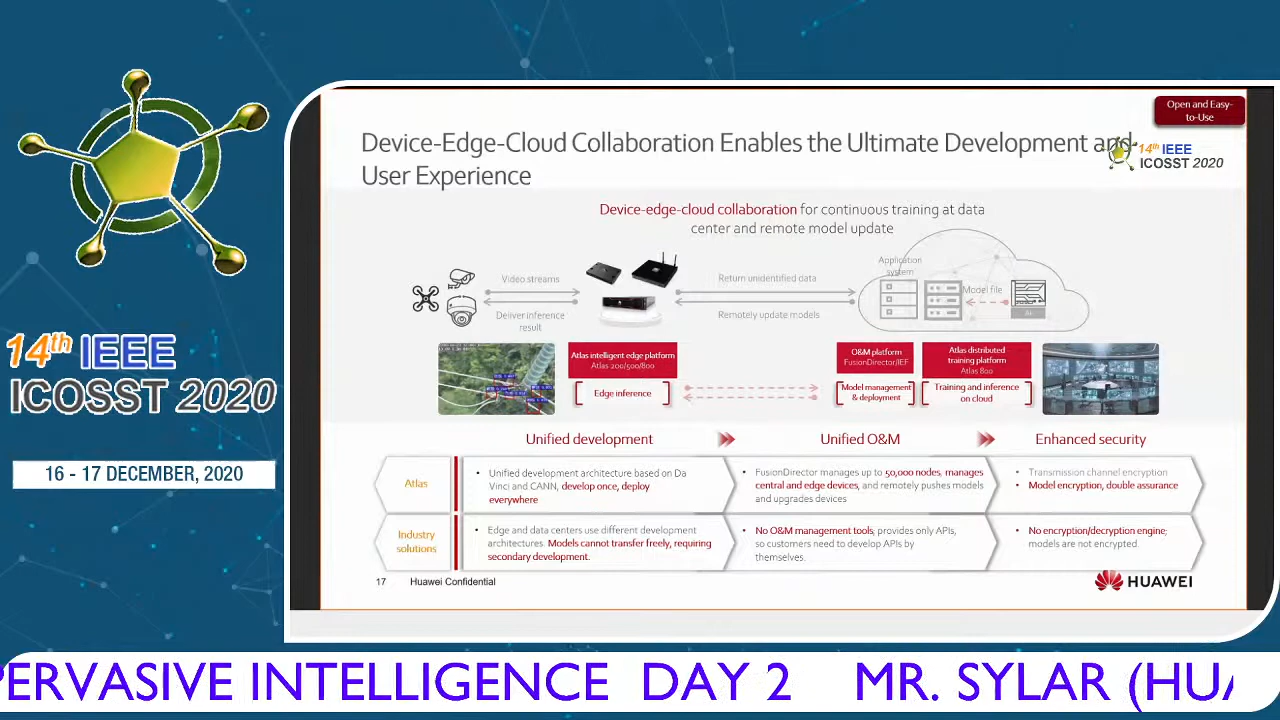 14th IEEE
ICOSST 2020
16 - 17 DECEMBER, 2020
Open and Easy-
to-Use
Device-Edge-Cloud Collaboration Enables the Ultimate Development and
User Experience
14th IEEE
ICOSST 2020
Device-edge-cloud collaboration for continuous training at data
center and remote model update
Video streams
Deliver inference
result
Return unidentified data
Remotely update models
Application
system
Model file
AI
Atlas intelligent edge platform
Atlas 200/500/800
Edge inference
O&M platform
FusionDirector/IEF
Model management
& deployment
Atlas distributed
training platform
Atlas 800
Training and inference
on cloud
Unified development
Unified O&M
Enhanced security
Atlas
• Unified development architecture based on Da
Vinci and CANN, develop once, deploy
everywhere
• FusionDirector manages up to 50,000 nodes, manages
central and edge devices, and remotely pushes models
and upgrades devices
• Transmission channel encryption
• Model encryption, double assurance
Industry
solutions
• Edge and data centers use different development
architectures. Models cannot transfer freely, requiring
secondary development.
• No O&M management tools; provides only APIs,
so customers need to develop APIs by
themselves.
• No encryption/decryption engine;
models are not encrypted.
17 Huawei Confidential
HUAWEI
PERVASIVE INTELLIGENCE DAY 2 MR. SYLAR (HUA